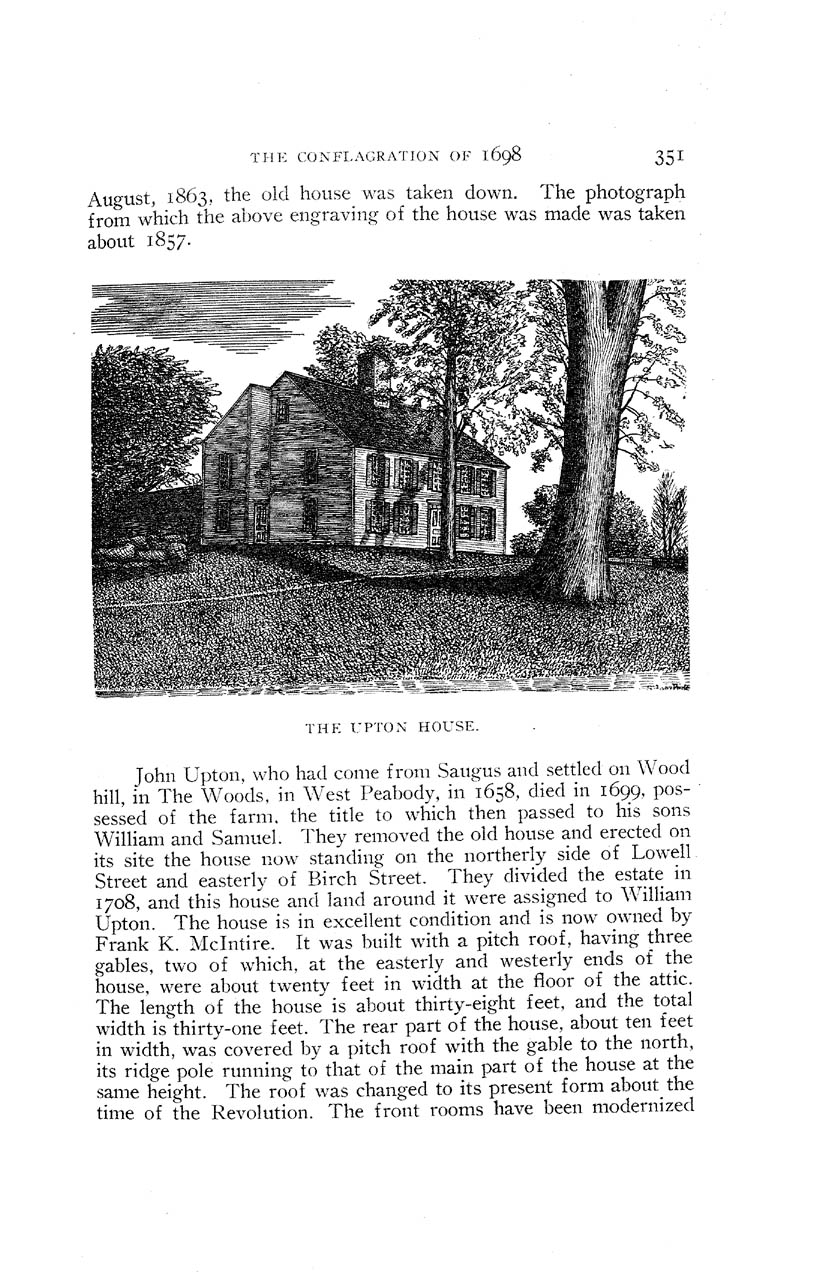 THE CONFLAGRATION OF 1698 351
August, 1863, the old house was taken down. The photograph
from which the above engraving of the house was made was taken
about 1857.
THE UPTON HOUSE.
John Upton, who had come from Saugus and settled on Wood
hill, in The Woods, in West Peabody, in 1658, died in 1699, pos-
sessed of the farm, the title to which then passed to his sons
William and Samuel. They removed the old house and erected on
its site the house now standing on the northerly side of Lowell
Street and easterly of Birch Street. They divided the estate in
1708, and this house and land around it were assigned to William
Upton. The house is in excellent condition and is now owned by
Frank K. McIntire. It was built with a pitch roof, having three
gables, two of which, at the easterly and westerly ends of the
house, were about twenty feet in width at the floor of the attic.
The length of the house is about thirty-eight feet, and the total
width is thirty-one feet. The rear part of the house, about ten feet
in width, was covered by a pitch roof with the gable to the north,
its ridge pole running to that of the main part of the house at the
same height. The roof was changed to its present form about the
time of the Revolution. The front rooms have been modernized